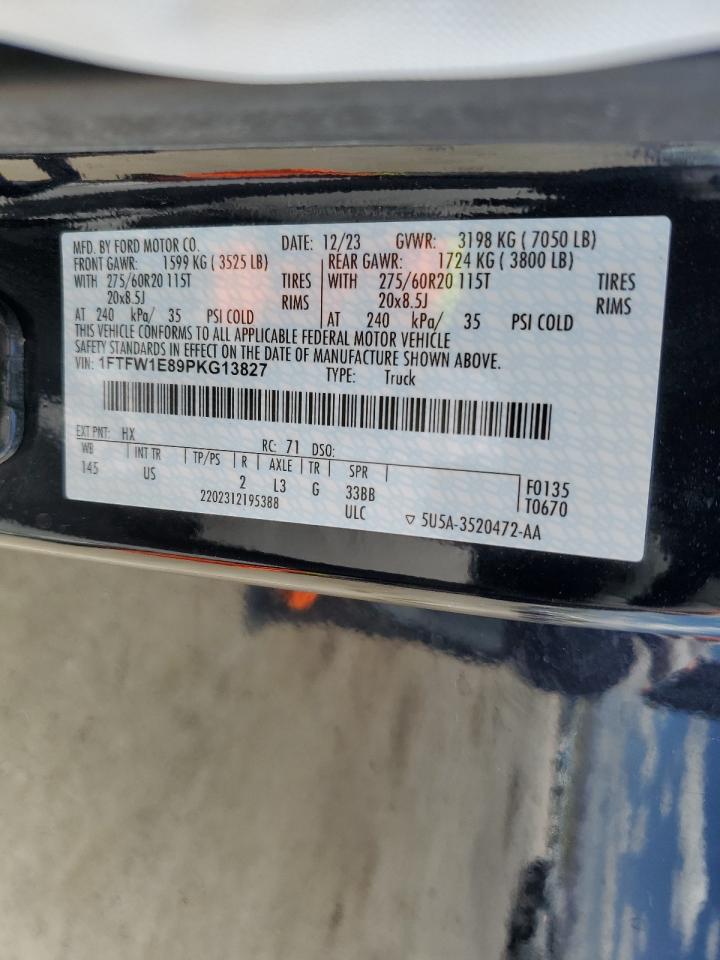 MFD. BY FORD MOTOR CO. DATE: 12/23 GVWR: 3198 KG ( 7050 LB)
FRONT GAWR: 1599 KG ( 3525 LB) REAR GAWR: 1724 KG ( 3800 LB)
WITH 275/60R20 115T TIRES WITH 275/60R20 115T TIRES
20x8.5J RIMS 20x8.5J RIMS
AT 240 kPa/ 35 PSI COLD AT 240 kPa/ 35 PSI COLD
THIS VEHICLE CONFORMS TO ALL APPLICABLE FEDERAL MOTOR VEHICLE
SAFETY STANDARDS IN EFFECT ON THE DATE OF MANUFACTURE SHOWN ABOVE.
VIN: 1FTFW1E89PKG13827 TYPE: Truck
EXT PNT: HX RC: 71 DSO:
WB INT TR TP/PS R AXLE TR SPR F0135
145 US 2 L3 G 33BB T0670
2202312195388 ULC ▽ 5U5A-3520472-AA